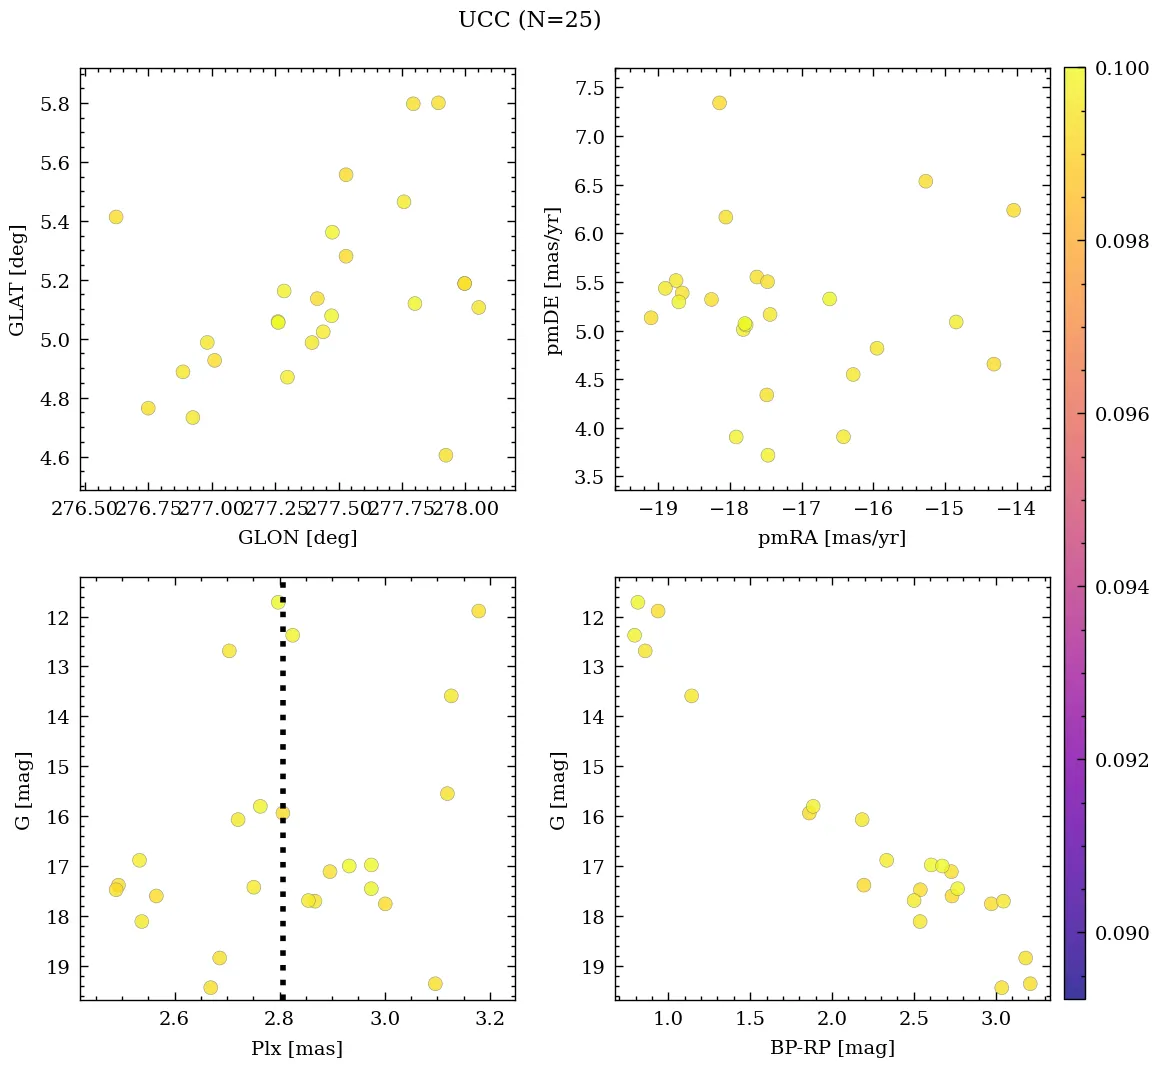 UCC (N=25)
5.8
5.6
5.4
5.2
5.0
4.8
4.6
GLAT [deg]
276.50 276.75 277.00 277.25 277.50 277.75 278.00
GLON [deg]
7.5
7.0
6.5
6.0
5.5
5.0
4.5
4.0
3.5
pmDE [mas/yr]
−19 −18 −17 −16 −15 −14
pmRA [mas/yr]
0.100
0.098
0.096
0.094
0.092
0.090
12
13
14
15
16
17
18
19
G [mag]
2.6 2.8 3.0 3.2
Plx [mas]
12
13
14
15
16
17
18
19
G [mag]
1.0 1.5 2.0 2.5 3.0
BP-RP [mag]